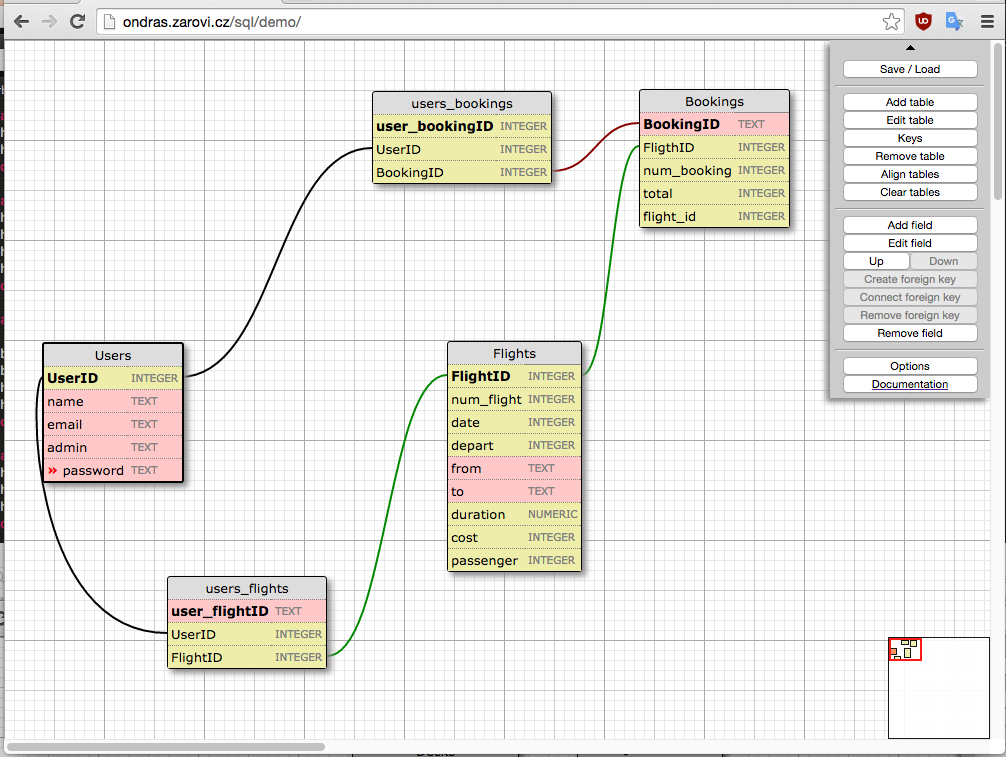 ondras.zarovi.cz/sql/demo/
Save / Load
Add table
Edit table
Keys
Remove table
Align tables
Clear tables
Add field
Edit field
Up Down
Create foreign key
Connect foreign key
Remove foreign key
Remove field
Options
Documentation
users_bookings
user_bookingID INTEGER
UserID INTEGER
BookingID INTEGER
Bookings
BookingID TEXT
FligthID INTEGER
num_booking INTEGER
total INTEGER
flight_id INTEGER
Users
UserID INTEGER
name TEXT
email TEXT
admin TEXT
» password TEXT
Flights
FlightID INTEGER
num_flight INTEGER
date INTEGER
depart INTEGER
from TEXT
to TEXT
duration NUMERIC
cost INTEGER
passenger INTEGER
users_flights
user_flightID TEXT
UserID INTEGER
FlightID INTEGER